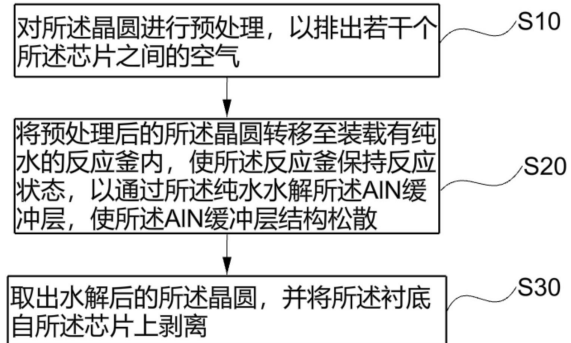 对所述晶圆进行预处理，以排出若干个
所述芯片之间的空气
S10
将预处理后的所述晶圆转移至装载有纯
水的反应釜内，使所述反应釜保持反应
状态，以通过所述纯水水解所述AlN缓
冲层，使所述AlN缓冲层结构松散
S20
取出水解后的所述晶圆，并将所述衬底
自所述芯片上剥离
S30